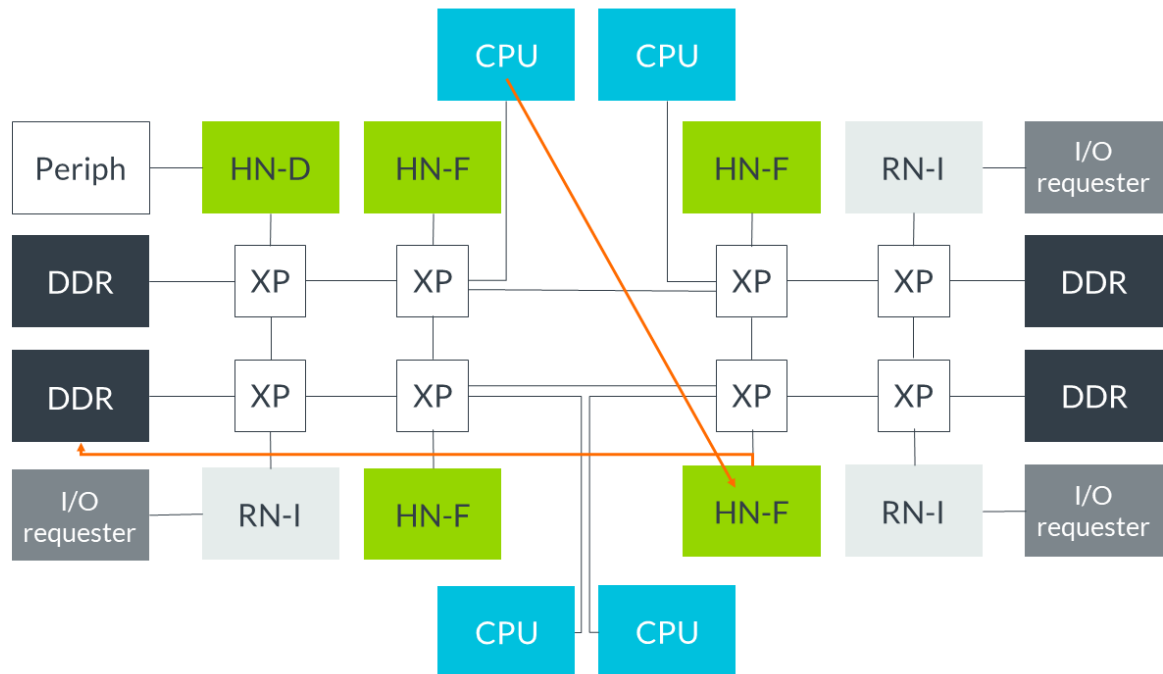 CPU
CPU
Periph
HN-D
HN-F
HN-F
RN-I
I/O
requester
DDR
XP
XP
XP
XP
DDR
DDR
XP
XP
XP
XP
DDR
I/O
requester
RN-I
HN-F
HN-F
RN-I
I/O
requester
CPU
CPU